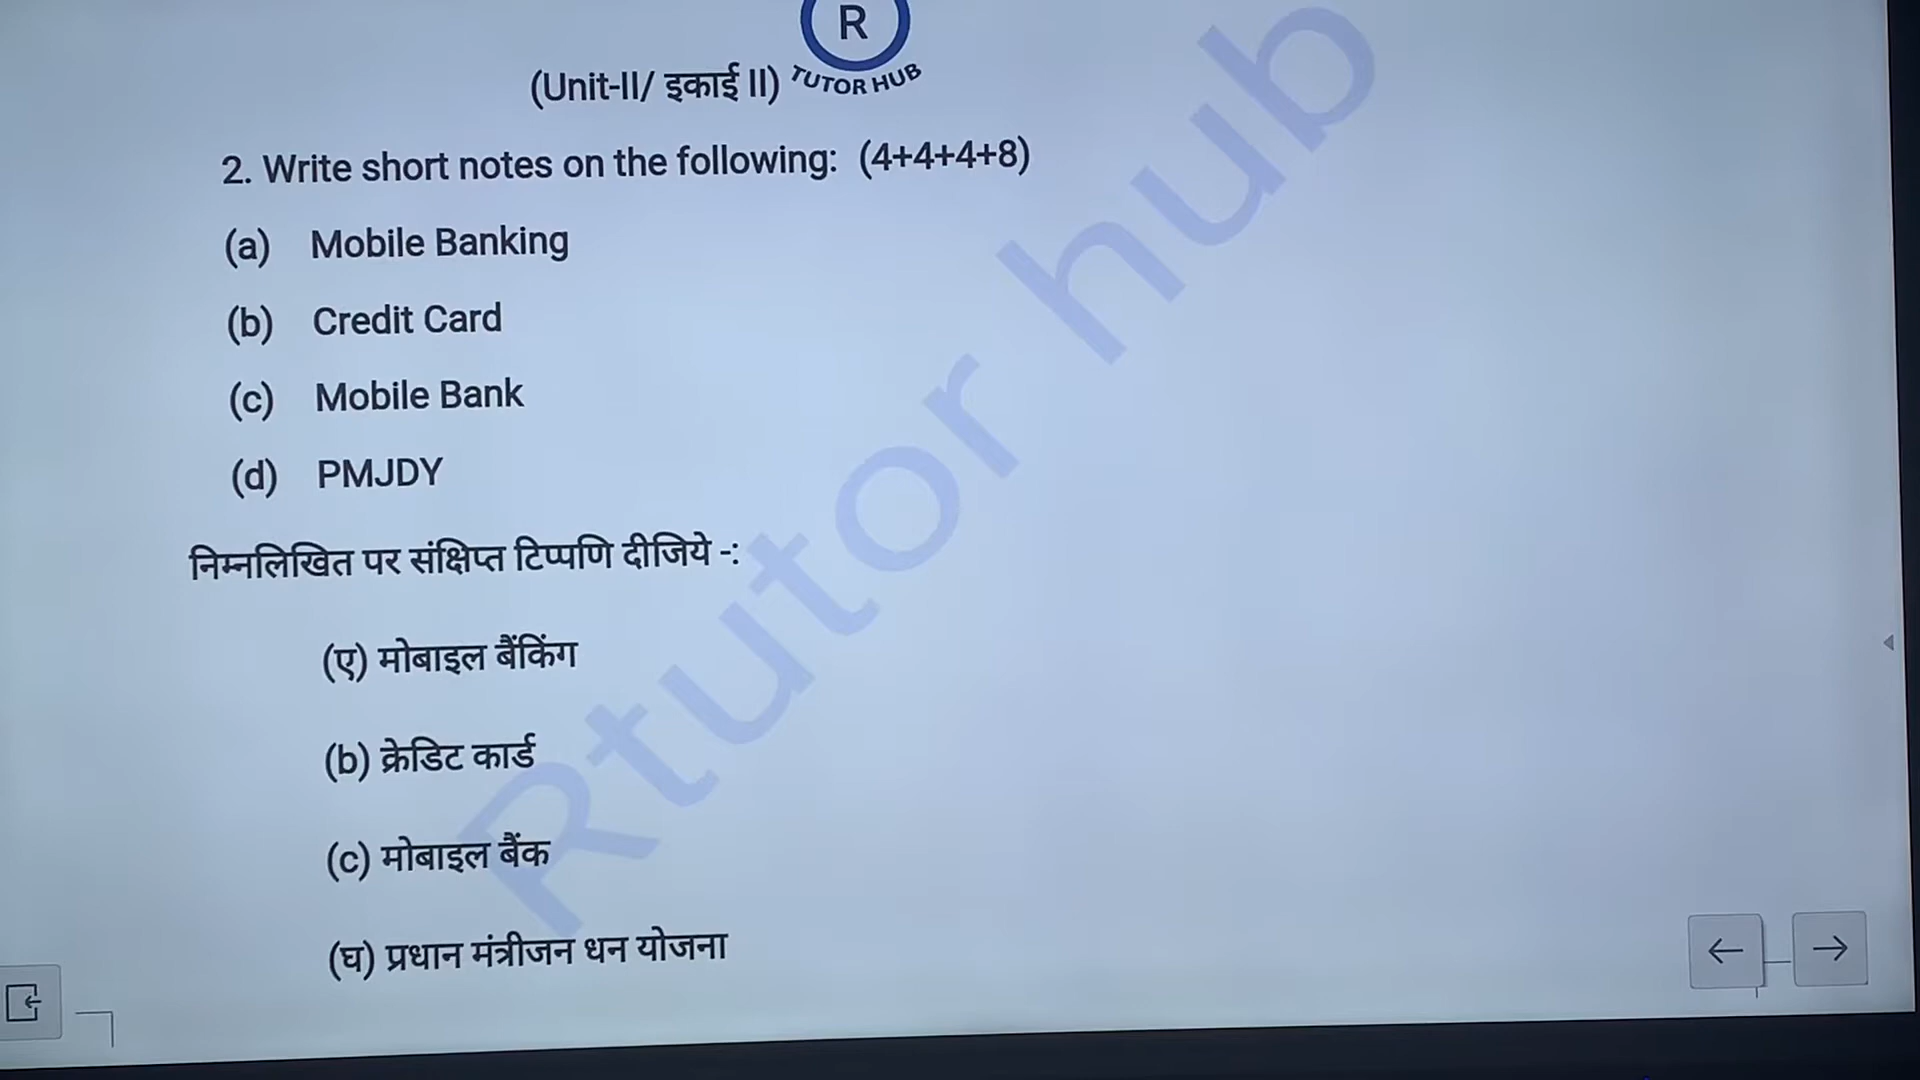 R
TUTOR HUB
(Unit-II/ इकाई II)
2. Write short notes on the following: (4+4+4+8)
(a) Mobile Banking
(b) Credit Card
(c) Mobile Bank
(d) PMJDY
निम्नलिखित पर संक्षिप्त टिप्पणि दीजिये -:
(ए) मोबाइल बैंकिंग
(b) क्रेडिट कार्ड
(c) मोबाइल बैंक
(घ) प्रधान मंत्रीजन धन योजना
Rtutor hub